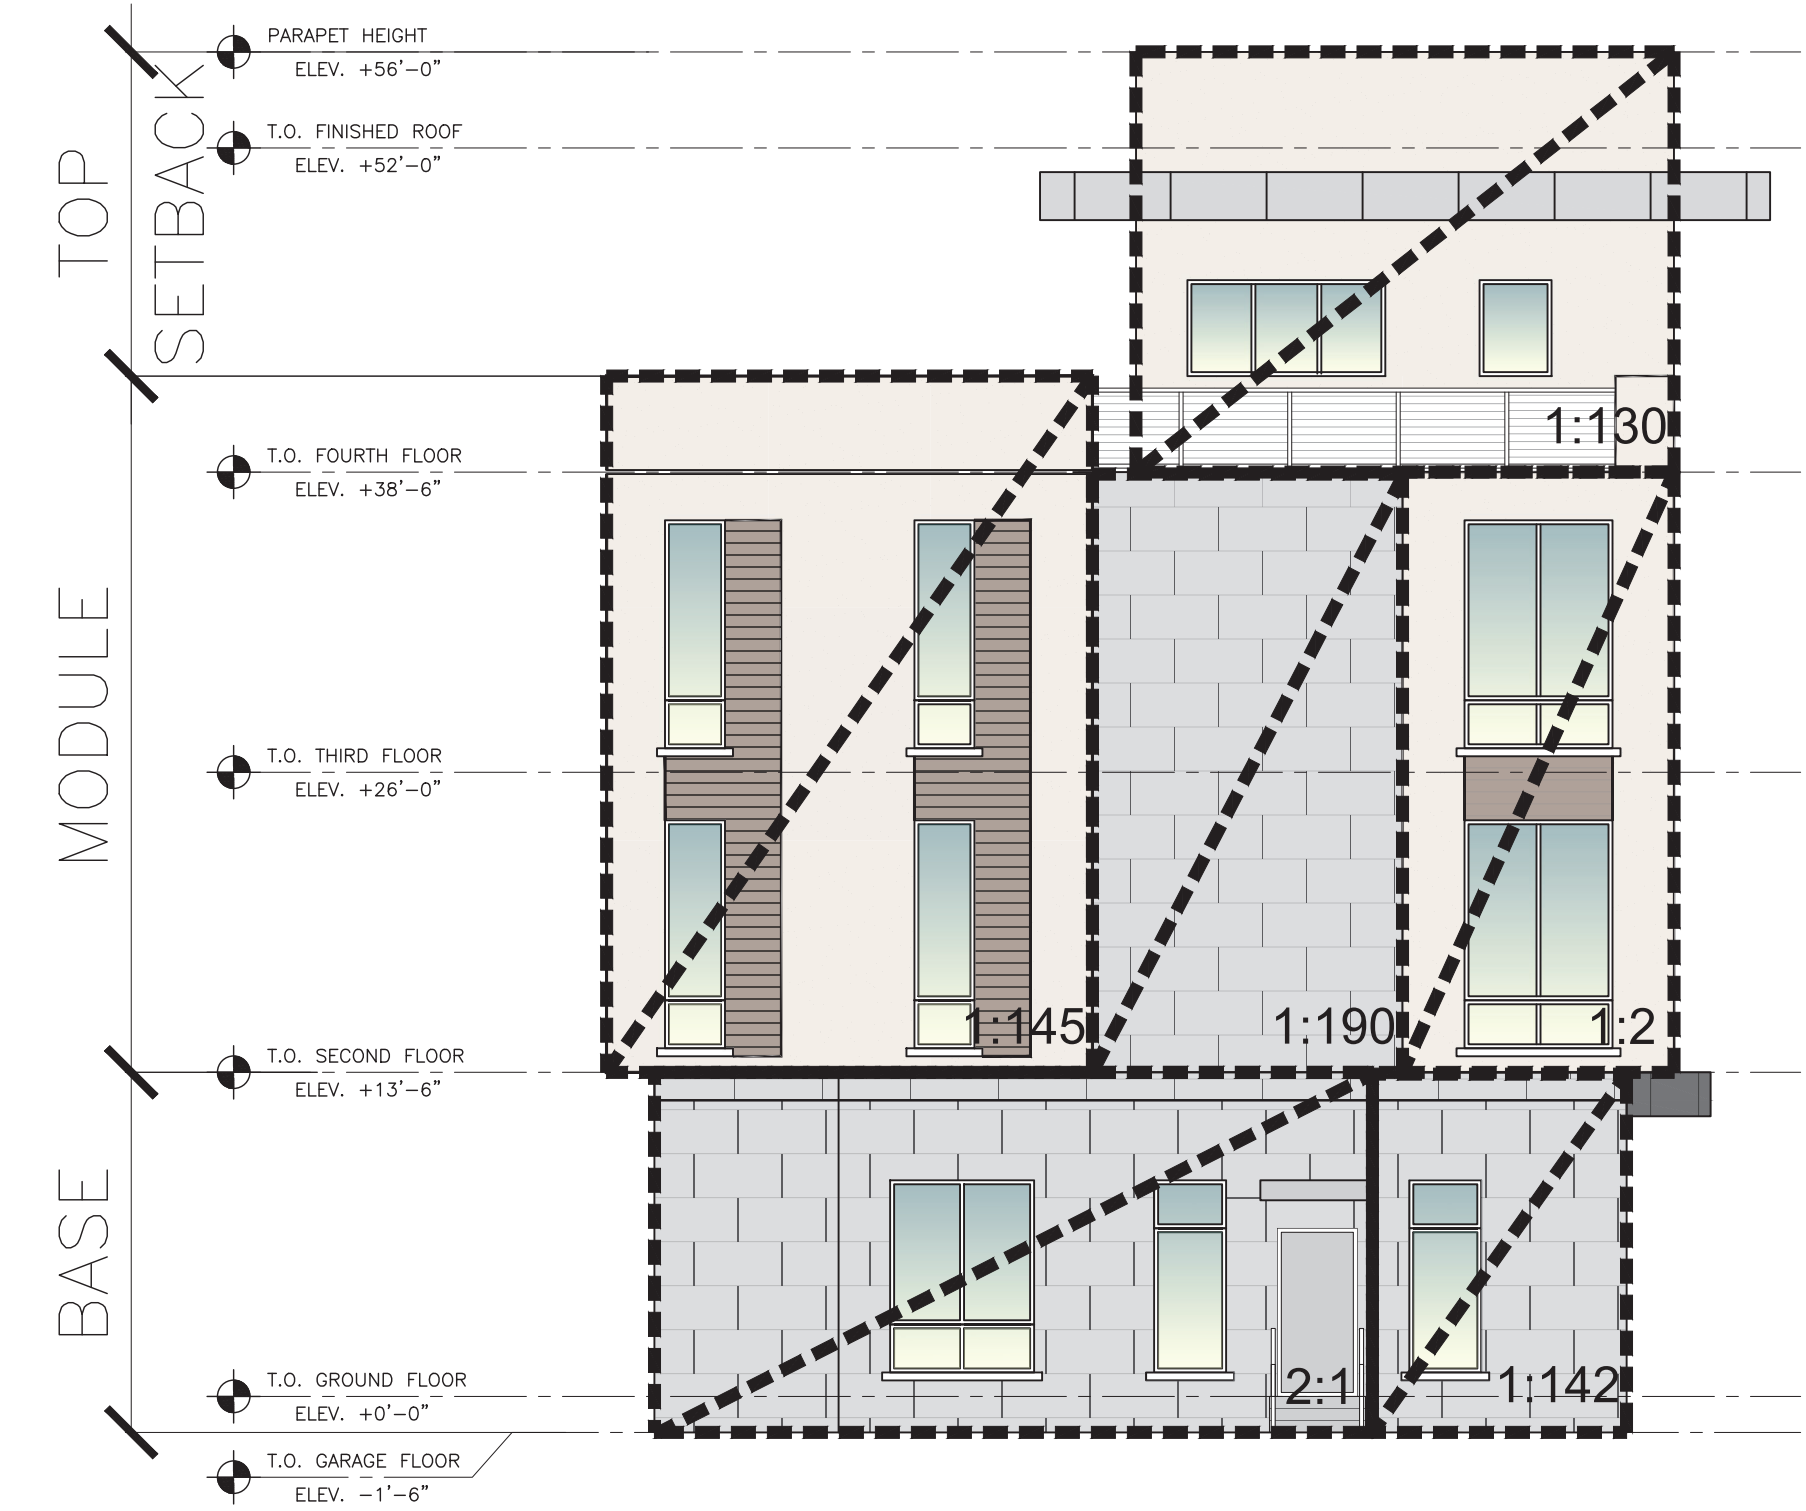 PARAPET HEIGHT
ELEV. +56'-0"
T.O. FINISHED ROOF
ELEV. +52'-0"
TOP
SETBACK
1:130
T.O. FOURTH FLOOR
ELEV. +38'-6"
MODULE
T.O. THIRD FLOOR
ELEV. +26'-0"
1:145
1:190
1:2
T.O. SECOND FLOOR
ELEV. +13'-6"
BASE
T.O. GROUND FLOOR
ELEV. +0'-0"
2:1
1:142
T.O. GARAGE FLOOR
ELEV. -1'-6"